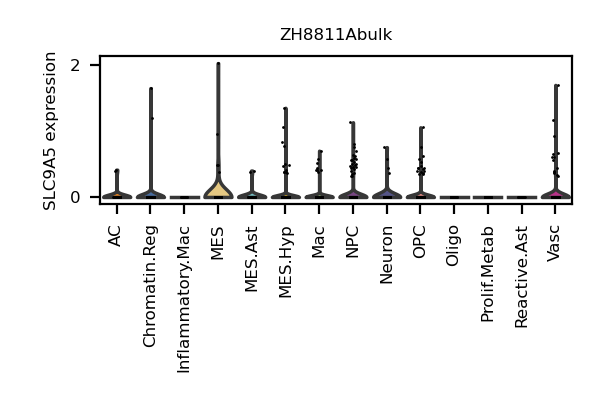 ZH8811Abulk
SLC9A5 expression
2
0
AC
Chromatin.Reg
Inflammatory.Mac
MES
MES.Ast
MES.Hyp
Mac
NPC
Neuron
OPC
Oligo
Prolif.Metab
Reactive.Ast
Vasc